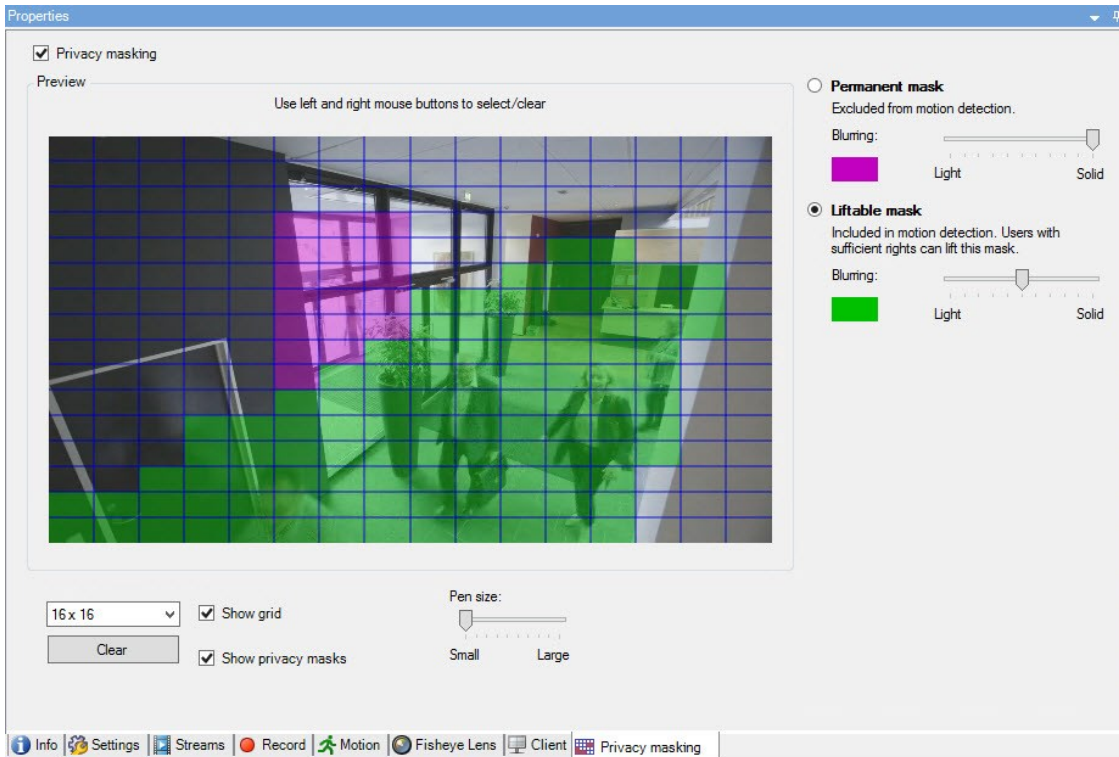 Properties
Privacy masking
Preview
Use left and right mouse buttons to select/clear
Permanent mask
Excluded from motion detection.
Blurring:
Light Solid
Liftable mask
Included in motion detection. Users with
sufficient rights can lift this mask.
Blurring:
Light Solid
16 x 16
Show grid
Pen size:
Clear
Show privacy masks
Small Large
Info Settings Streams Record Motion Fisheye Lens Client Privacy masking